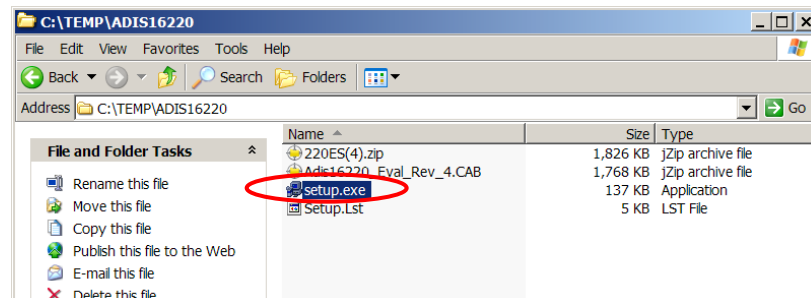 C:\TEMP\ADIS16220
File Edit View Favorites Tools Help
Back Search Folders
Address C:\TEMP\ADIS16220 Go
File and Folder Tasks
Rename this file
Move this file
Copy this file
Publish this file to the Web
E-mail this file
Delete this file
Name Size Type
220ES(4).zip 1,826 KB jZip archive file
Adis16220_Eval_Rev_4.CAB 1,768 KB jZip archive file
setup.exe 137 KB Application
Setup.Lst 5 KB LST File